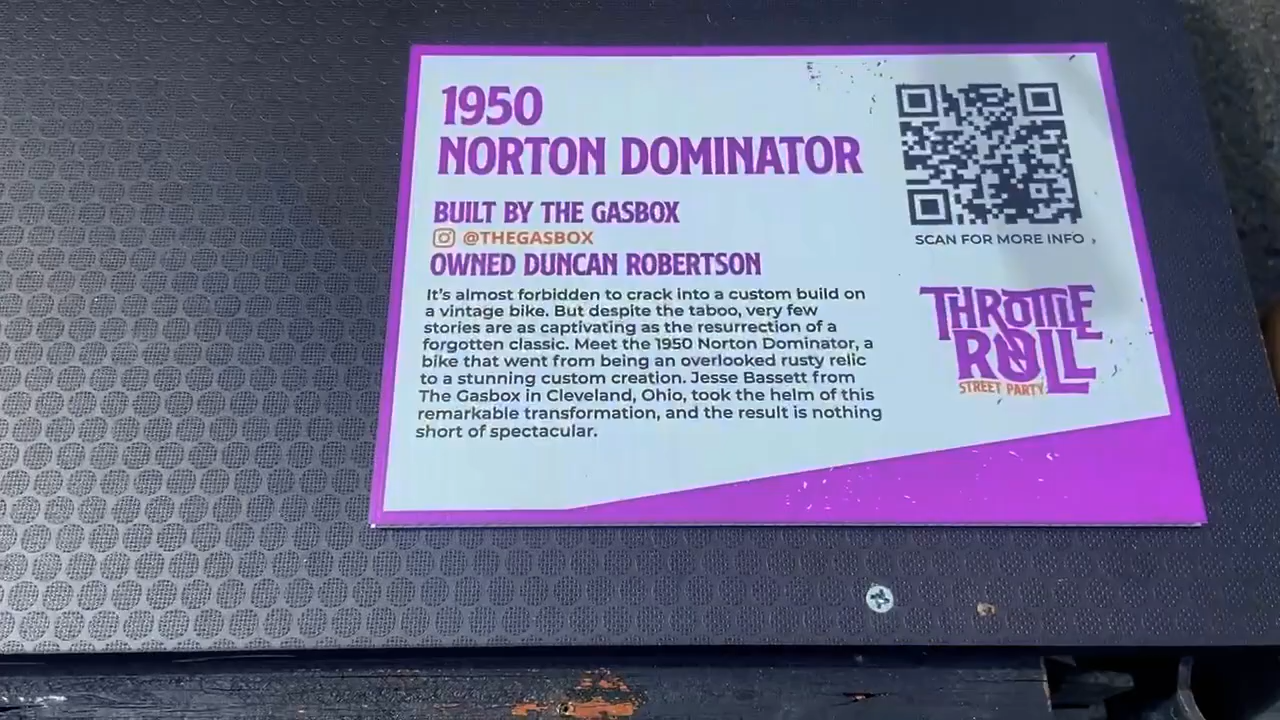 1950
NORTON DOMINATOR
BUILT BY THE GASBOX
@THEGASBOX
OWNED DUNCAN ROBERTSON
It's almost forbidden to crack into a custom build on
a vintage bike. But despite the taboo, very few
stories are as captivating as the resurrection of a
forgotten classic. Meet the 1950 Norton Dominator, a
bike that went from being an overlooked rusty relic
to a stunning custom creation. Jesse Bassett from
The Gasbox in Cleveland, Ohio, took the helm of this
remarkable transformation, and the result is nothing
short of spectacular.
SCAN FOR MORE INFO
THROTTLE
ROLL
STREET PARTY